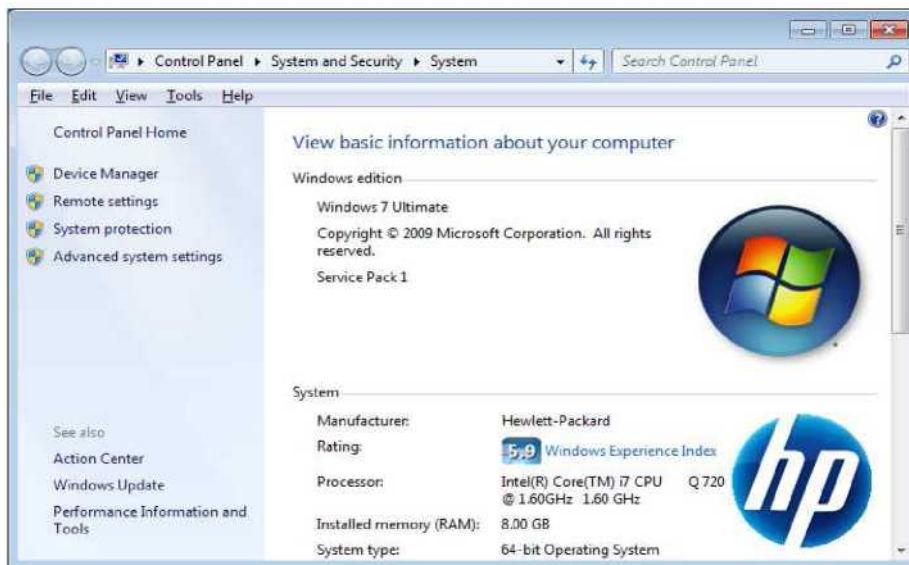 Control Panel ▸ System and Security ▸ System
Search Control Panel
File Edit View Tools Help
Control Panel Home
Device Manager
Remote settings
System protection
Advanced system settings
See also
Action Center
Windows Update
Performance Information and
Tools
View basic information about your computer
Windows edition
Windows 7 Ultimate
Copyright © 2009 Microsoft Corporation. All rights
reserved.
Service Pack 1
System
Manufacturer: Hewlett-Packard
Rating: 5,9 Windows Experience Index
Processor: Intel(R) Core(TM) i7 CPU Q 720
@ 1.60GHz 1.60 GHz
Installed memory (RAM): 8.00 GB
System type: 64-bit Operating System
hp